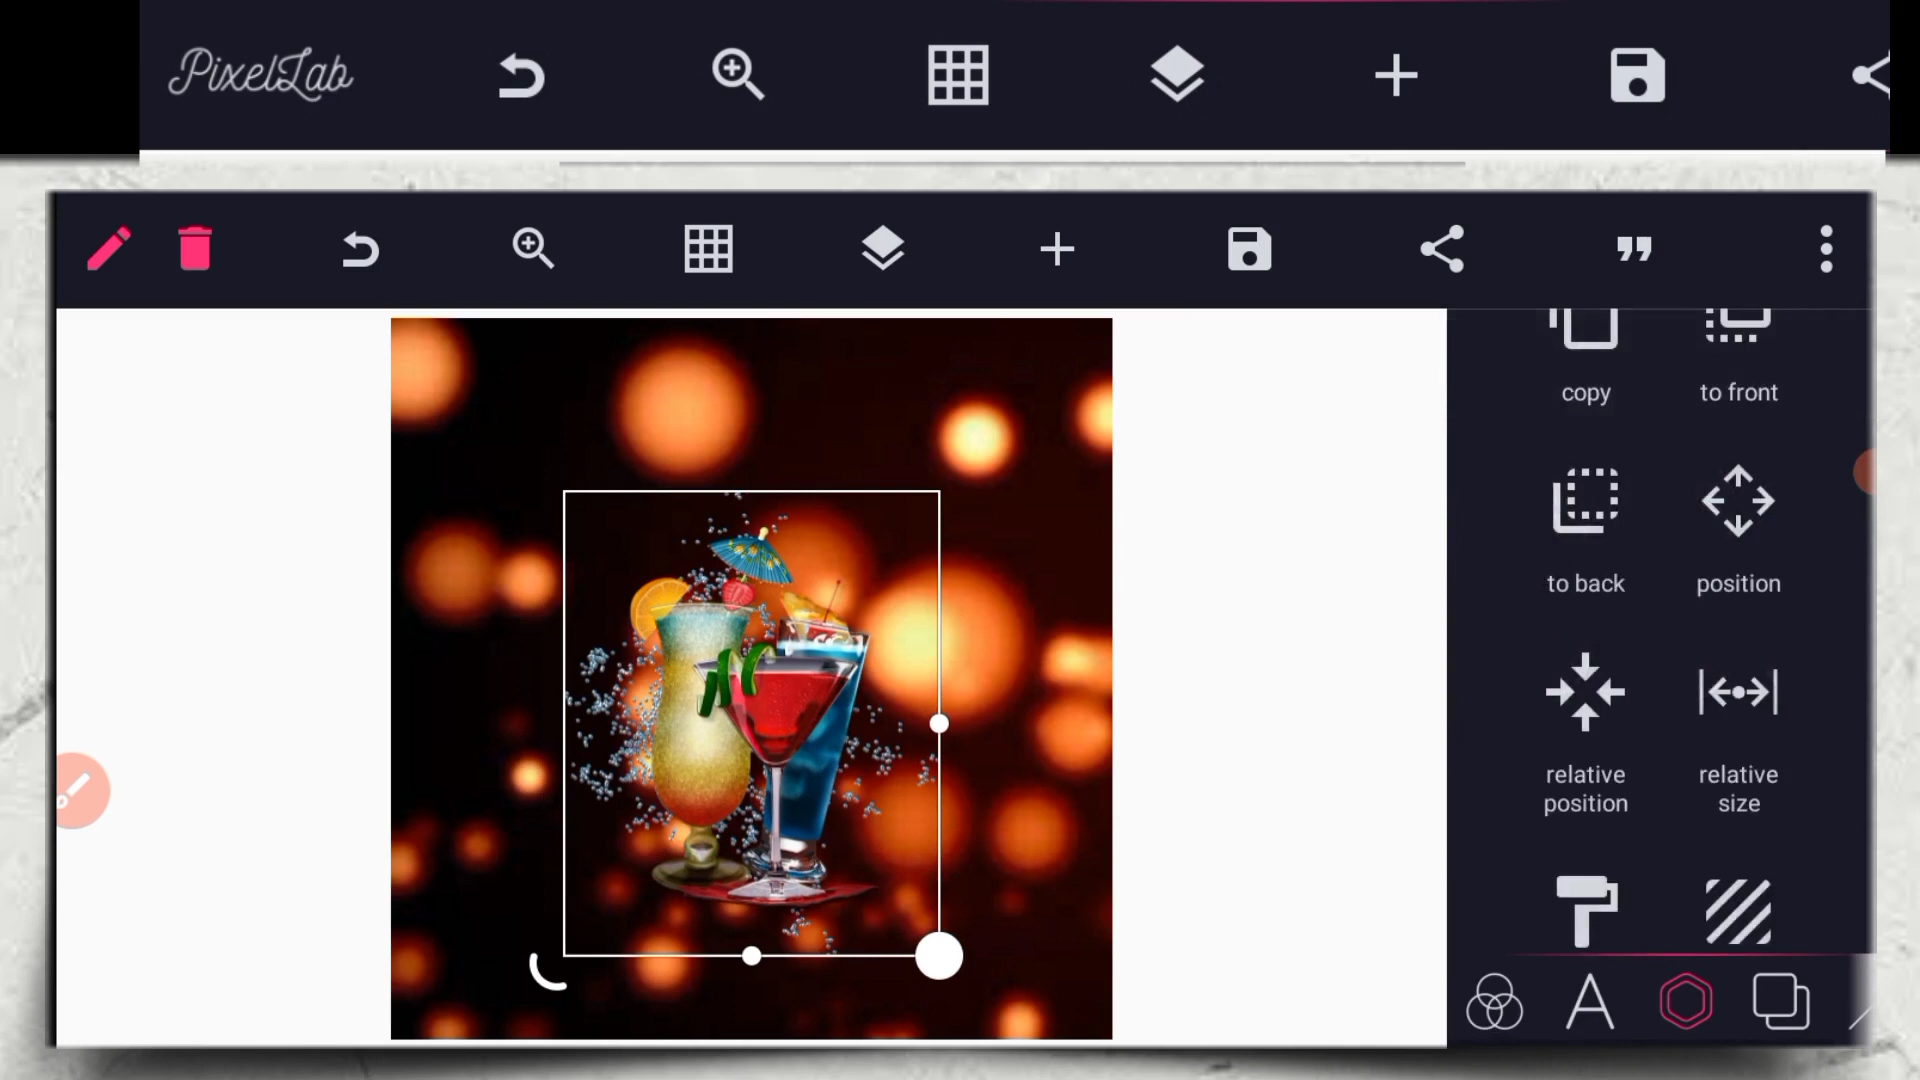 PixelLab
copy
to front
to back
position
relative
position
relative
size